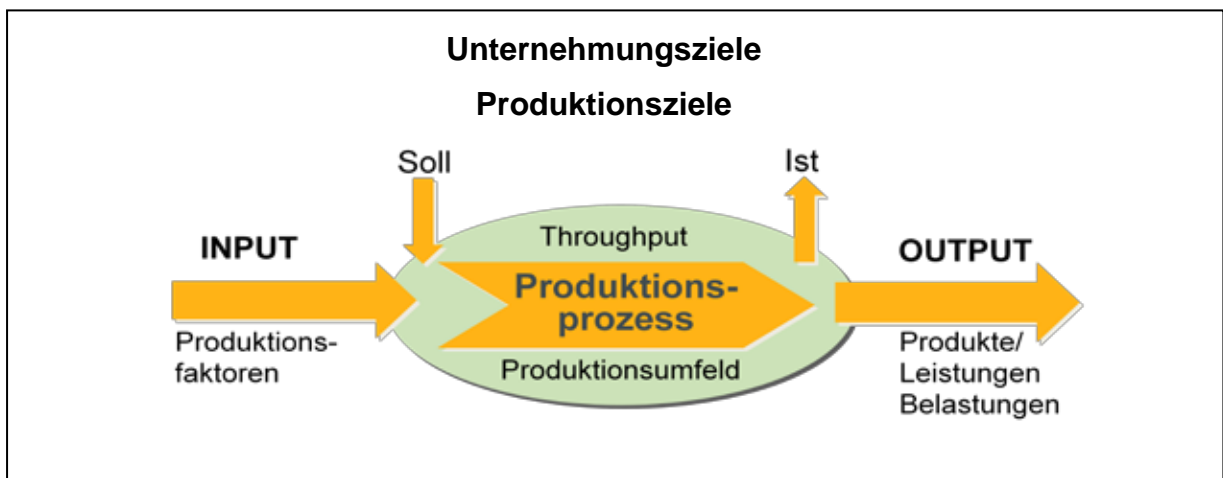 Unternehmungsziele
Produktionsziele
Soll
Ist
INPUT
Throughput
OUTPUT
Produktions-
prozess
Produktions-
faktoren
Produktionsumfeld
Produkte/
Leistungen
Belastungen